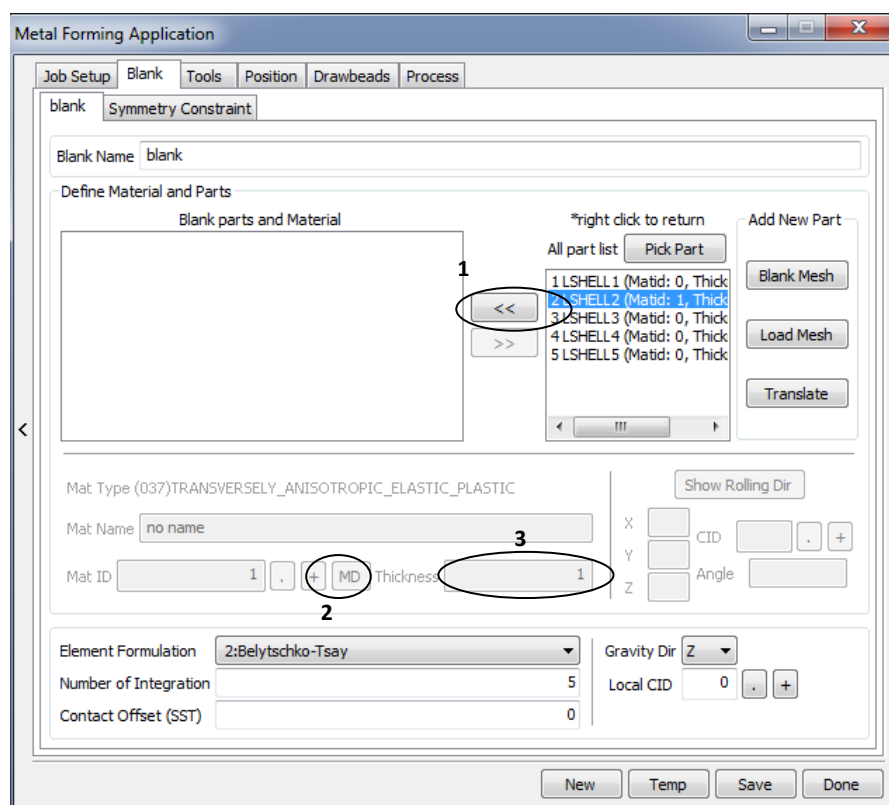 Metal Forming Application
Job Setup Blank Tools Position Drawbeads Process
blank Symmetry Constraint
Blank Name blank
Define Material and Parts
Blank parts and Material
*right click to return
Add New Part
All part list Pick Part
1
<<
>>
1 LSHELL1 (Matid: 0, Thick
2 LSHELL2 (Matid: 1, Thick
3 LSHELL3 (Matid: 0, Thick
4 LSHELL4 (Matid: 0, Thick
5 LSHELL5 (Matid: 0, Thick
Blank Mesh
Load Mesh
Translate
<
Mat Type (037)TRANSVERSELY_ANISOTROPIC_ELASTIC_PLASTIC
Mat Name no name
3
Mat ID 1 . + MD Thickness 1
2
Show Rolling Dir
X
Y
Z
CID . +
Angle
Element Formulation 2:Belytschko-Tsay
Number of Integration 5
Contact Offset (SST) 0
Gravity Dir Z
Local CID 0 . +
New Temp Save Done